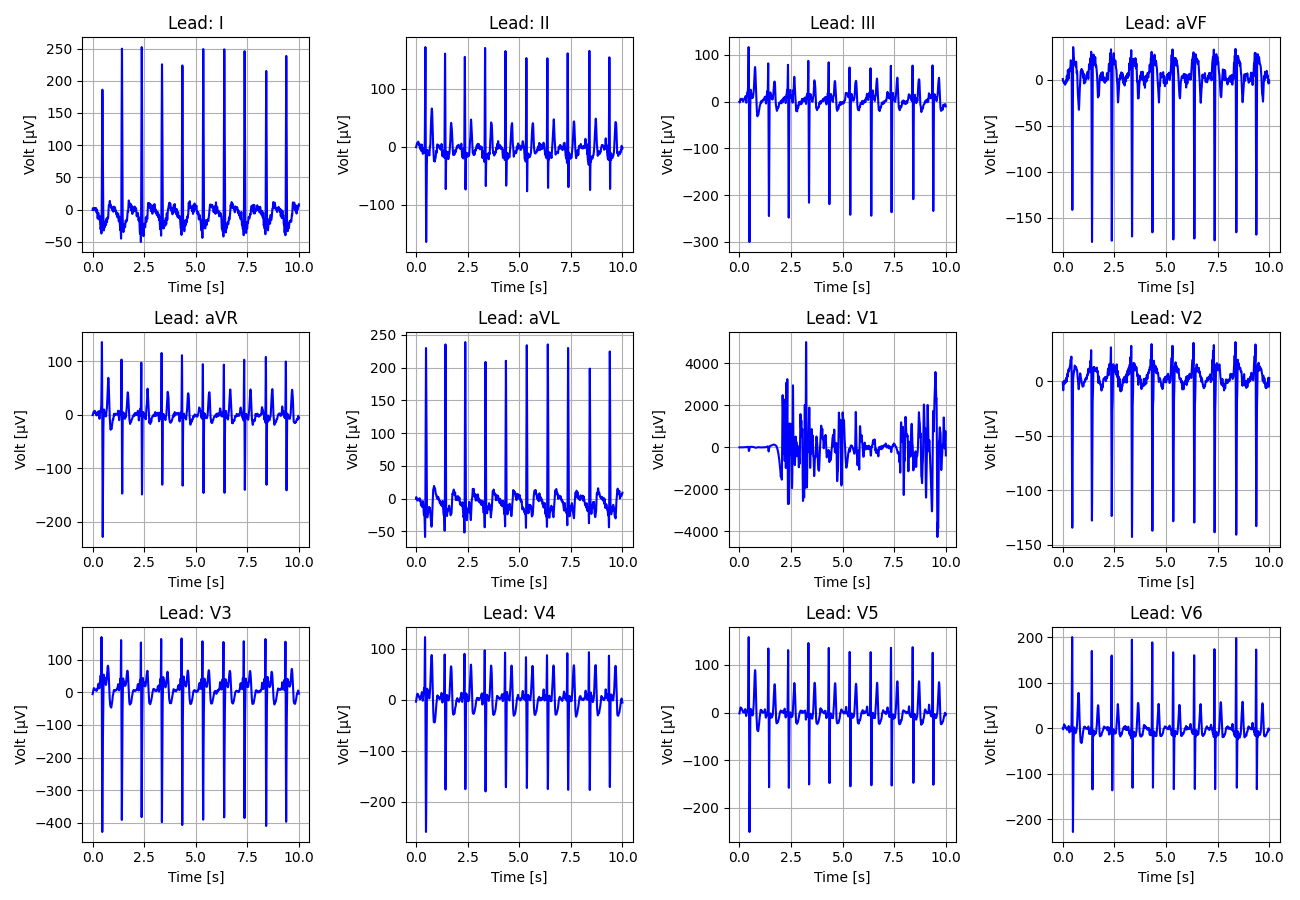 Lead: I
Volt [µV]
250
200
150
100
50
0
−50
0.0 2.5 5.0 7.5 10.0
Time [s]
Lead: II
Volt [µV]
100
0
−100
0.0 2.5 5.0 7.5 10.0
Time [s]
Lead: III
Volt [µV]
100
0
−100
−200
−300
0.0 2.5 5.0 7.5 10.0
Time [s]
Lead: aVF
Volt [µV]
0
−50
−100
−150
0.0 2.5 5.0 7.5 10.0
Time [s]
Lead: aVR
Volt [µV]
100
0
−100
−200
0.0 2.5 5.0 7.5 10.0
Time [s]
Lead: aVL
Volt [µV]
250
200
150
100
50
0
−50
0.0 2.5 5.0 7.5 10.0
Time [s]
Lead: V1
Volt [µV]
4000
2000
0
−2000
−4000
0.0 2.5 5.0 7.5 10.0
Time [s]
Lead: V2
Volt [µV]
0
−50
−100
−150
0.0 2.5 5.0 7.5 10.0
Time [s]
Lead: V3
Volt [µV]
100
0
−100
−200
−300
−400
0.0 2.5 5.0 7.5 10.0
Time [s]
Lead: V4
Volt [µV]
100
0
−100
−200
0.0 2.5 5.0 7.5 10.0
Time [s]
Lead: V5
Volt [µV]
100
0
−100
−200
0.0 2.5 5.0 7.5 10.0
Time [s]
Lead: V6
Volt [µV]
200
100
0
−100
−200
0.0 2.5 5.0 7.5 10.0
Time [s]